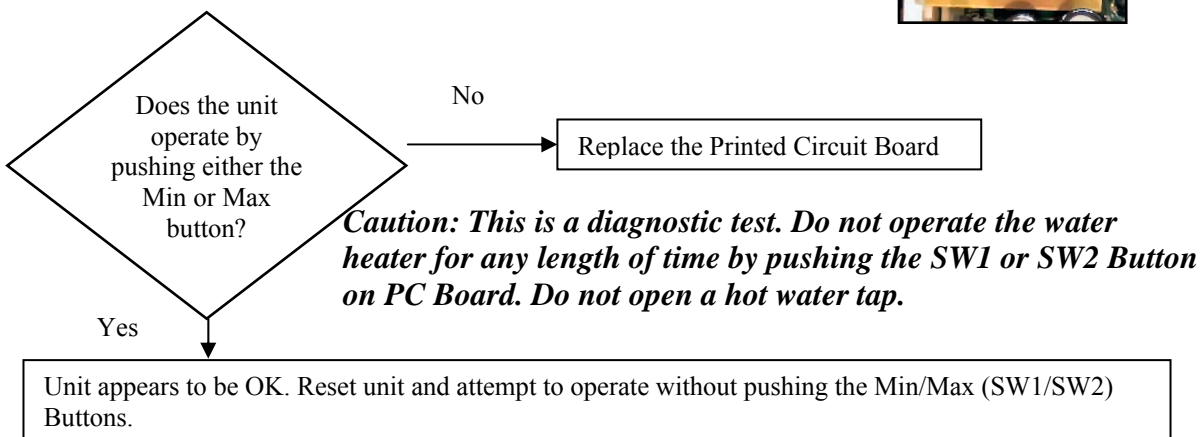 Does the unit
operate by
pushing either the
Min or Max
button?
No
Replace the Printed Circuit Board
Caution: This is a diagnostic test. Do not operate the water
heater for any length of time by pushing the SW1 or SW2 Button
on PC Board. Do not open a hot water tap.
Yes
Unit appears to be OK. Reset unit and attempt to operate without pushing the Min/Max (SW1/SW2)
Buttons.